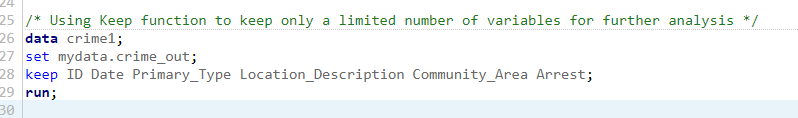 24
25 /* Using Keep function to keep only a limited number of variables for further analysis */
26 data crime1;
27 set mydata.crime_out;
28 keep ID Date Primary_Type Location_Description Community_Area Arrest;
29 run;
30